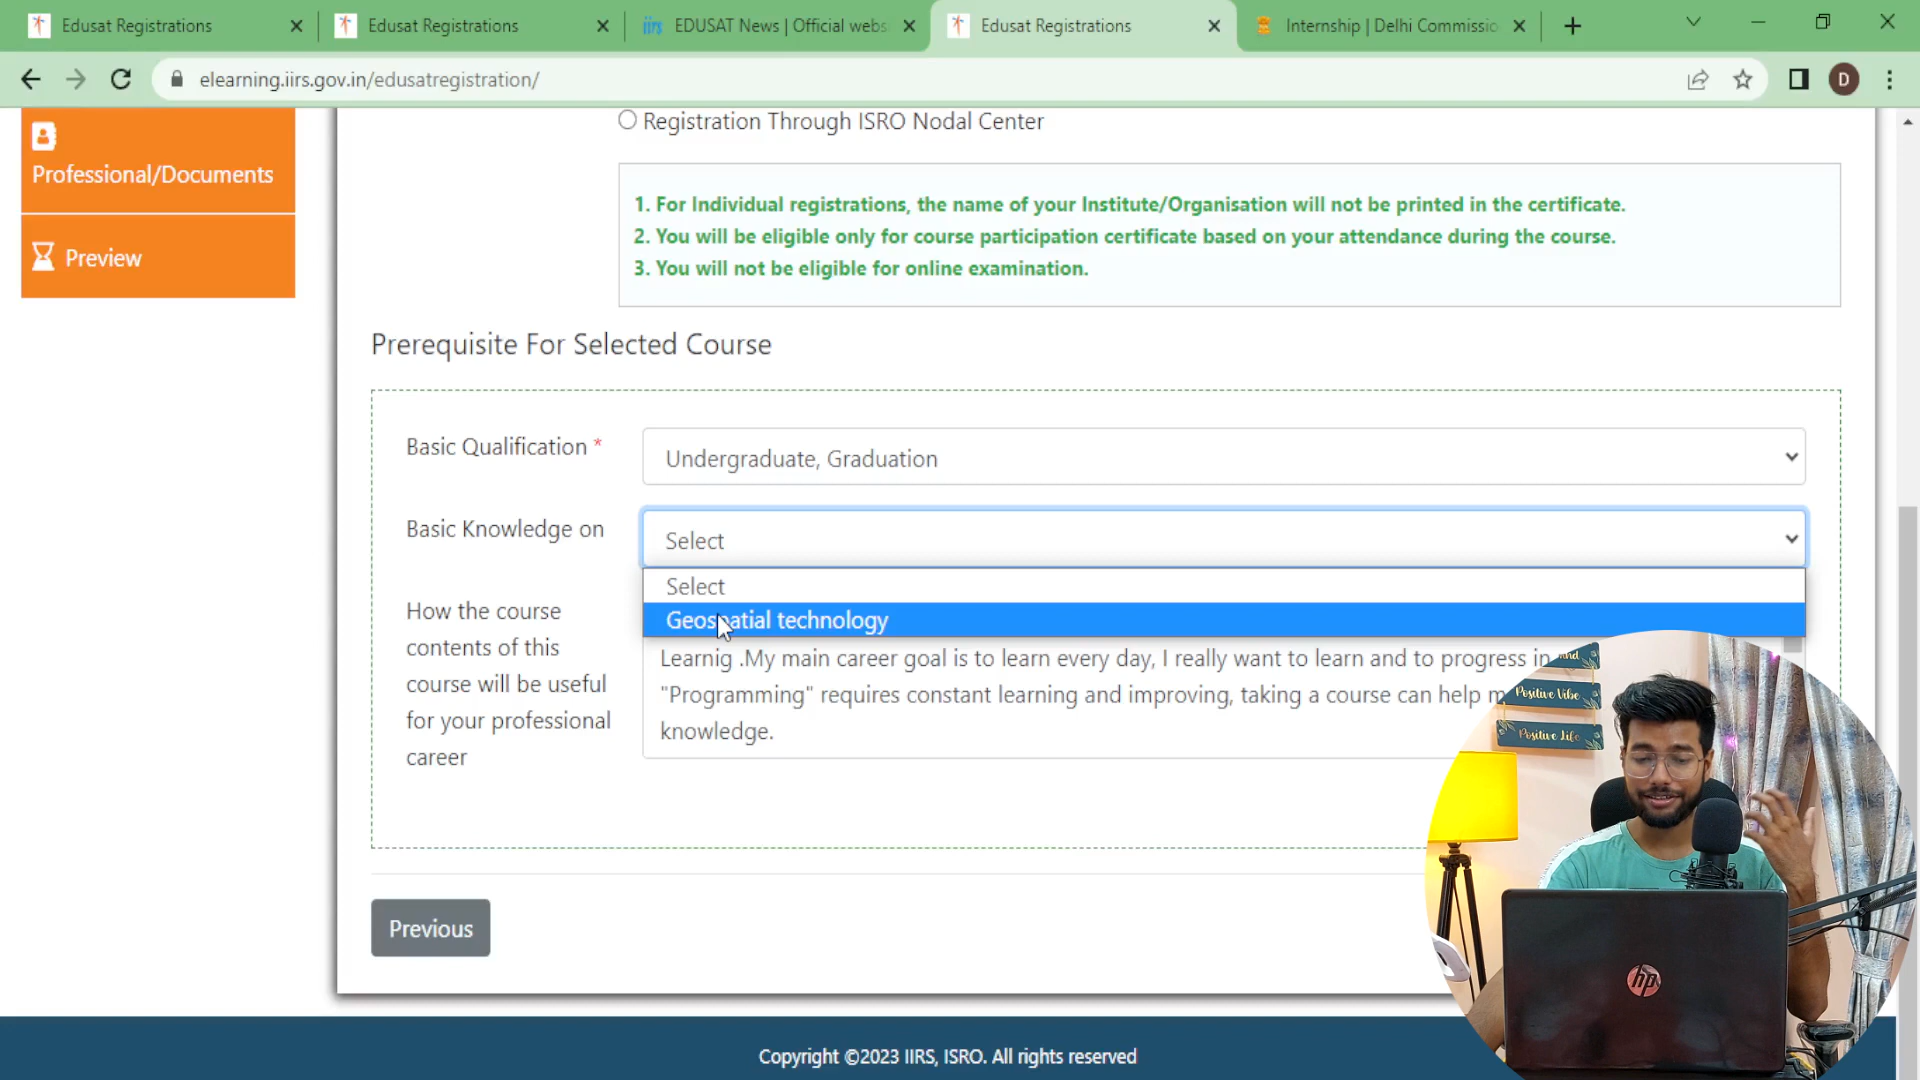 Edusat Registrations
Edusat Registrations
iirs EDUSAT News | Official webs
Edusat Registrations
Internship | Delhi Commissio
elearning.iirs.gov.in/edusatregistration/
D
Professional/Documents
Preview
Registration Through ISRO Nodal Center
1. For Individual registrations, the name of your Institute/Organisation will not be printed in the certificate.
2. You will be eligible only for course participation certificate based on your attendance during the course.
3. You will not be eligible for online examination.
Prerequisite For Selected Course
Basic Qualification *
Undergraduate, Graduation
Basic Knowledge on
Select
Select
Geospatial technology
How the course
contents of this
course will be useful
for your professional
career
Learnig .My main career goal is to learn every day, I really want to learn and to progress in
"Programming" requires constant learning and improving, taking a course can help m
knowledge.
Positive Vibe
Positive Life
hp
Previous
Copyright ©2023 IIRS, ISRO. All rights reserved